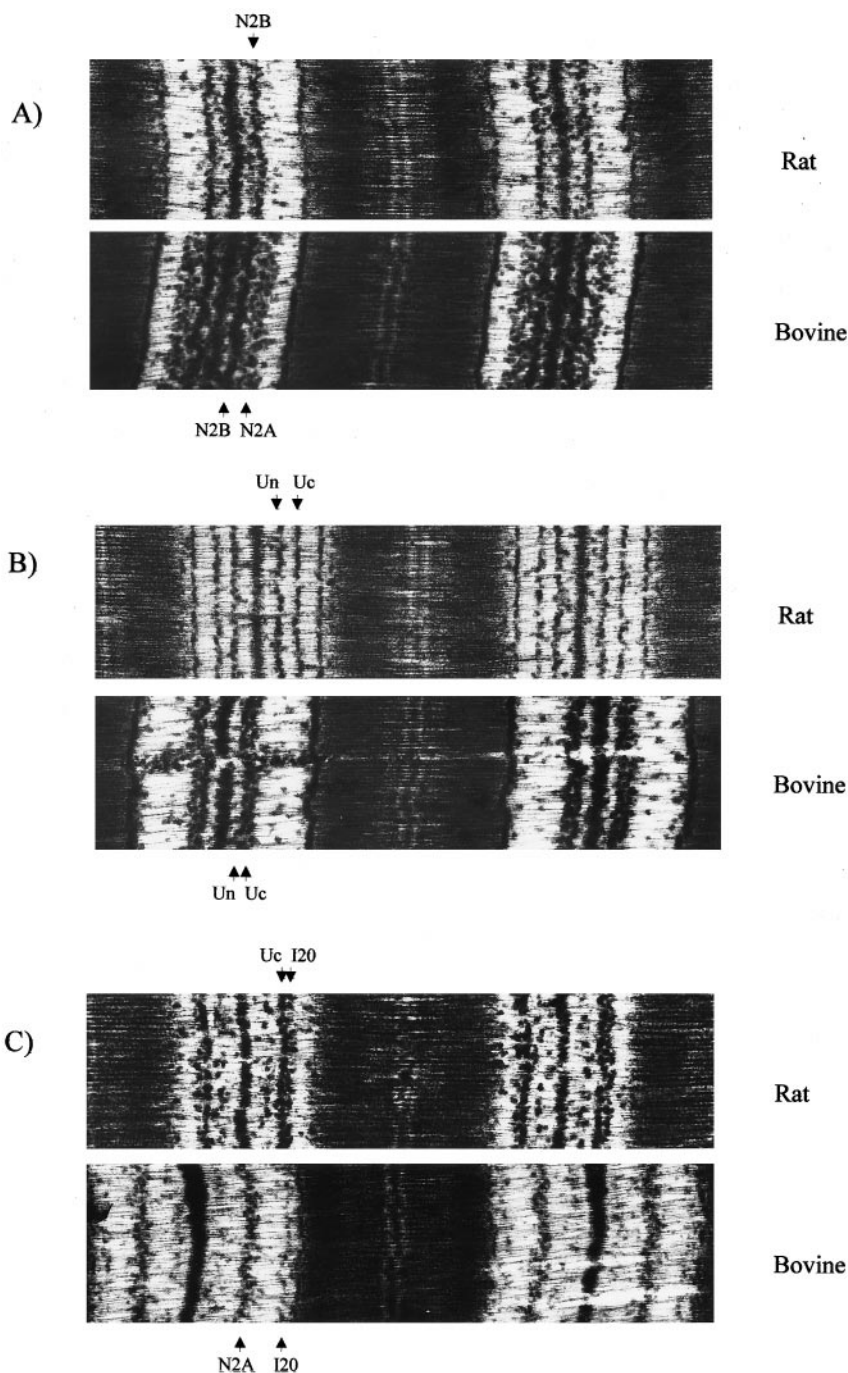 N2B
A)
Rat
Bovine
N2B N2A
Un Uc
B)
Rat
Bovine
Un Uc
Uc I20
C)
Rat
Bovine
N2A I20